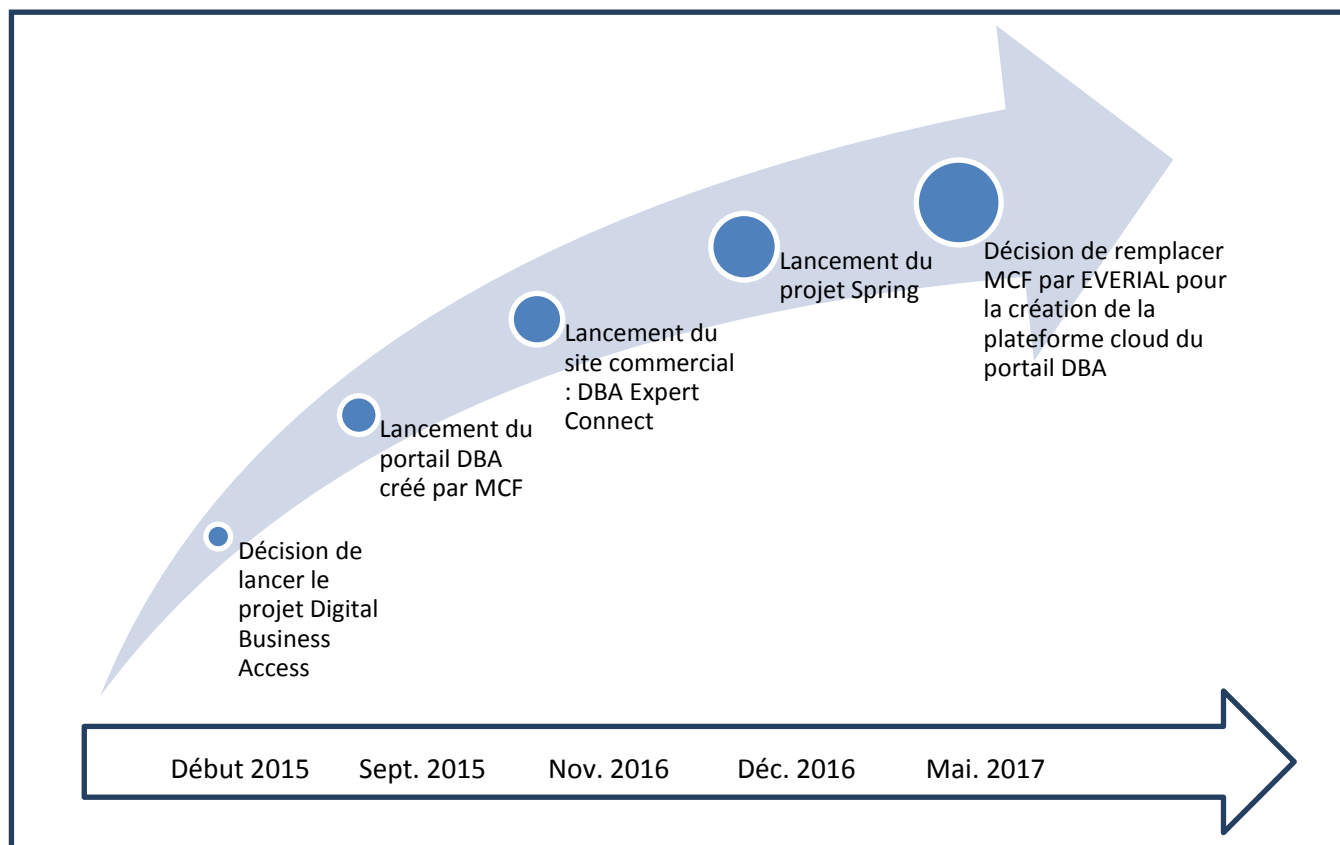 Décision de
lancer le
projet Digital
Business
Access
Lancement du
portail DBA
créé par MCF
Lancement du
site commercial
: DBA Expert
Connect
Lancement du
projet Spring
Décision de remplacer
MCF par EVERIAL pour
la création de la
plateforme cloud du
portail DBA
Début 2015
Sept. 2015
Nov. 2016
Déc. 2016
Mai. 2017